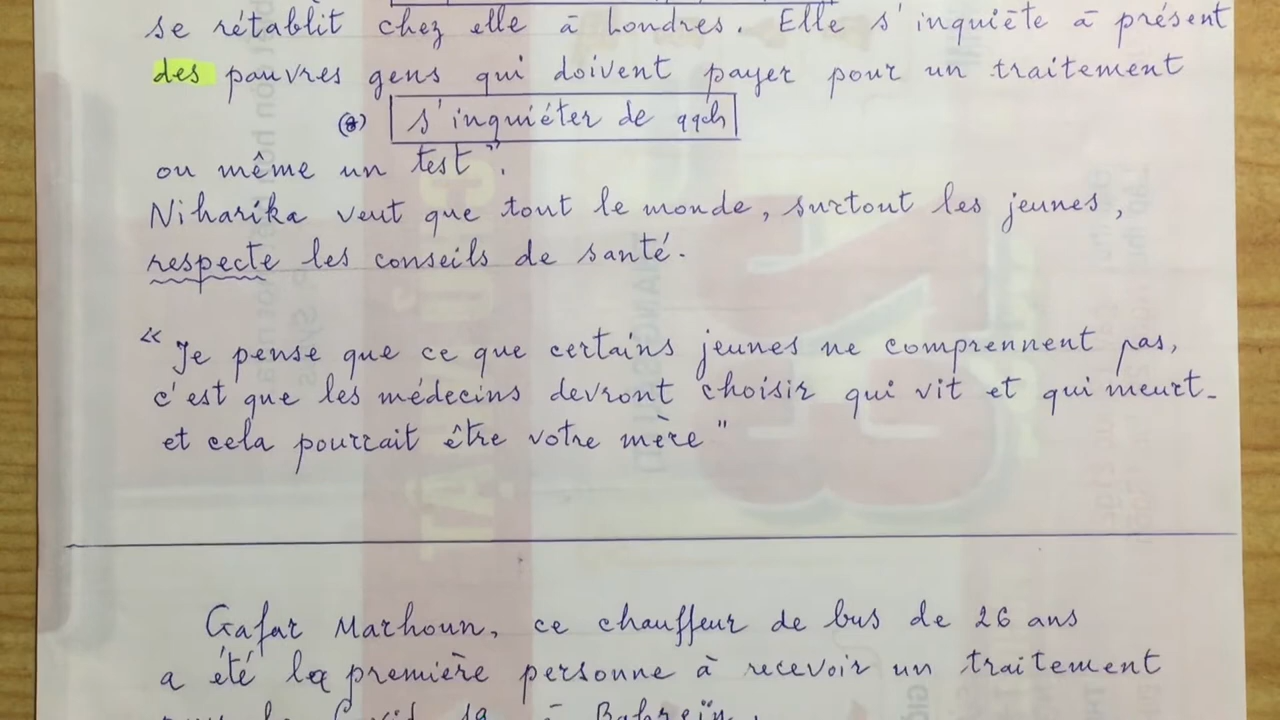 se rétablit chez elle à Londres. Elle s'inquiète à présent
des pauvres gens qui doivent payer pour un traitement
(*) s'inquiéter de qqch
ou même un test".
Niharika veut que tout le monde, surtout les jeunes,
respecte les conseils de santé.
« Je pense que ce que certains jeunes ne comprennent pas,
c'est que les médecins devront choisir qui vit et qui meurt -
et cela pourrait être votre mère "
Gafar Marhoun, ce chauffeur de bus de 26 ans
a été la première personne à recevoir un traitement
à Bahreïn.